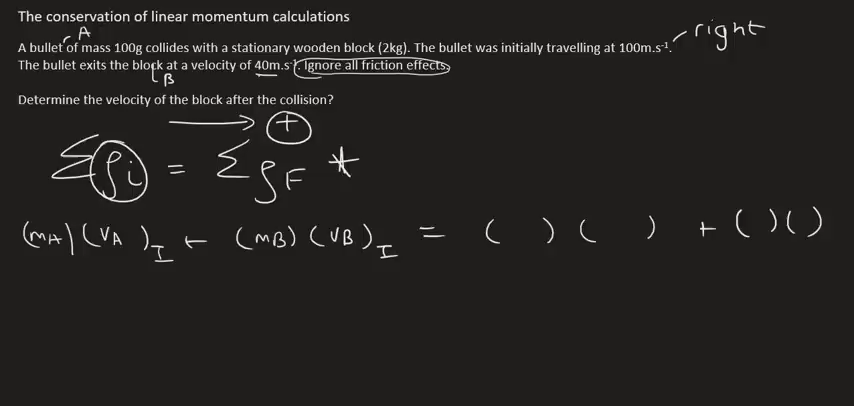 The conservation of linear momentum calculations
A
right
A bullet of mass 100g collides with a stationary wooden block (2kg). The bullet was initially travelling at 100m.s-1.
The bullet exits the block at a velocity of 40m.s-1. Ignore all friction effects.
B
Determine the velocity of the block after the collision?
+
Σρi = ΣρF *
(mA)(VA)I + (mB)(VB)I = ( )( ) + ( )( )